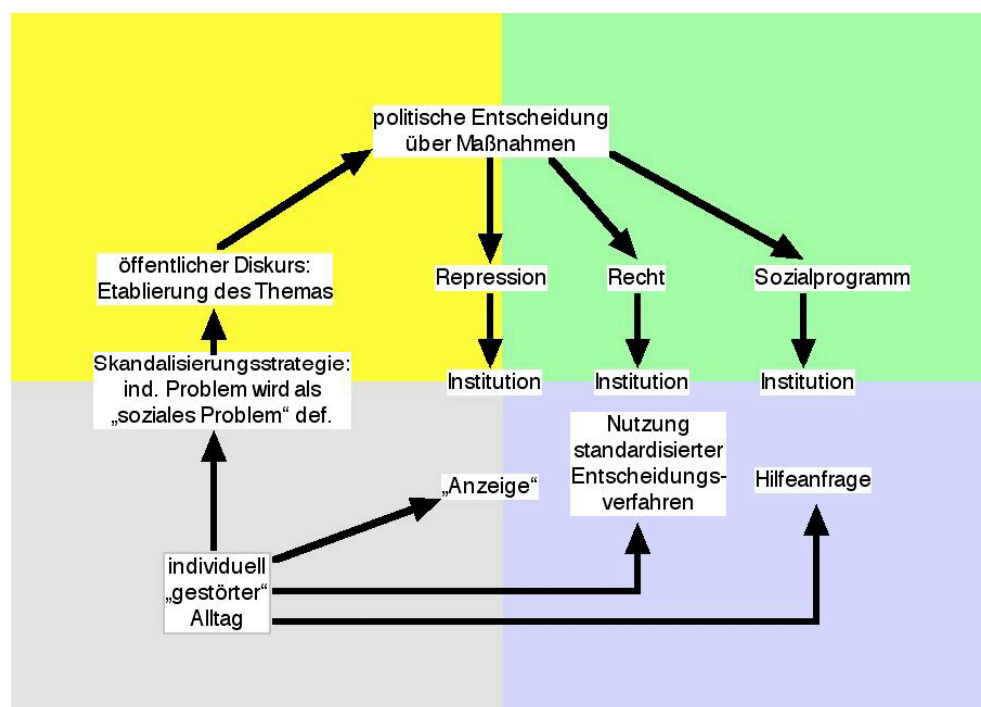 politische Entscheidung
über Maßnahmen
öffentlicher Diskurs:
Etablierung des Themas
Repression
Recht
Sozialprogramm
Skandalisierungsstrategie:
ind. Problem wird als
„soziales Problem“ def.
Institution
Institution
Institution
Nutzung
standardisierter
Entscheidungs-
verfahren
„Anzeige“
Hilfeanfrage
individuell
„gestörter“
Alltag